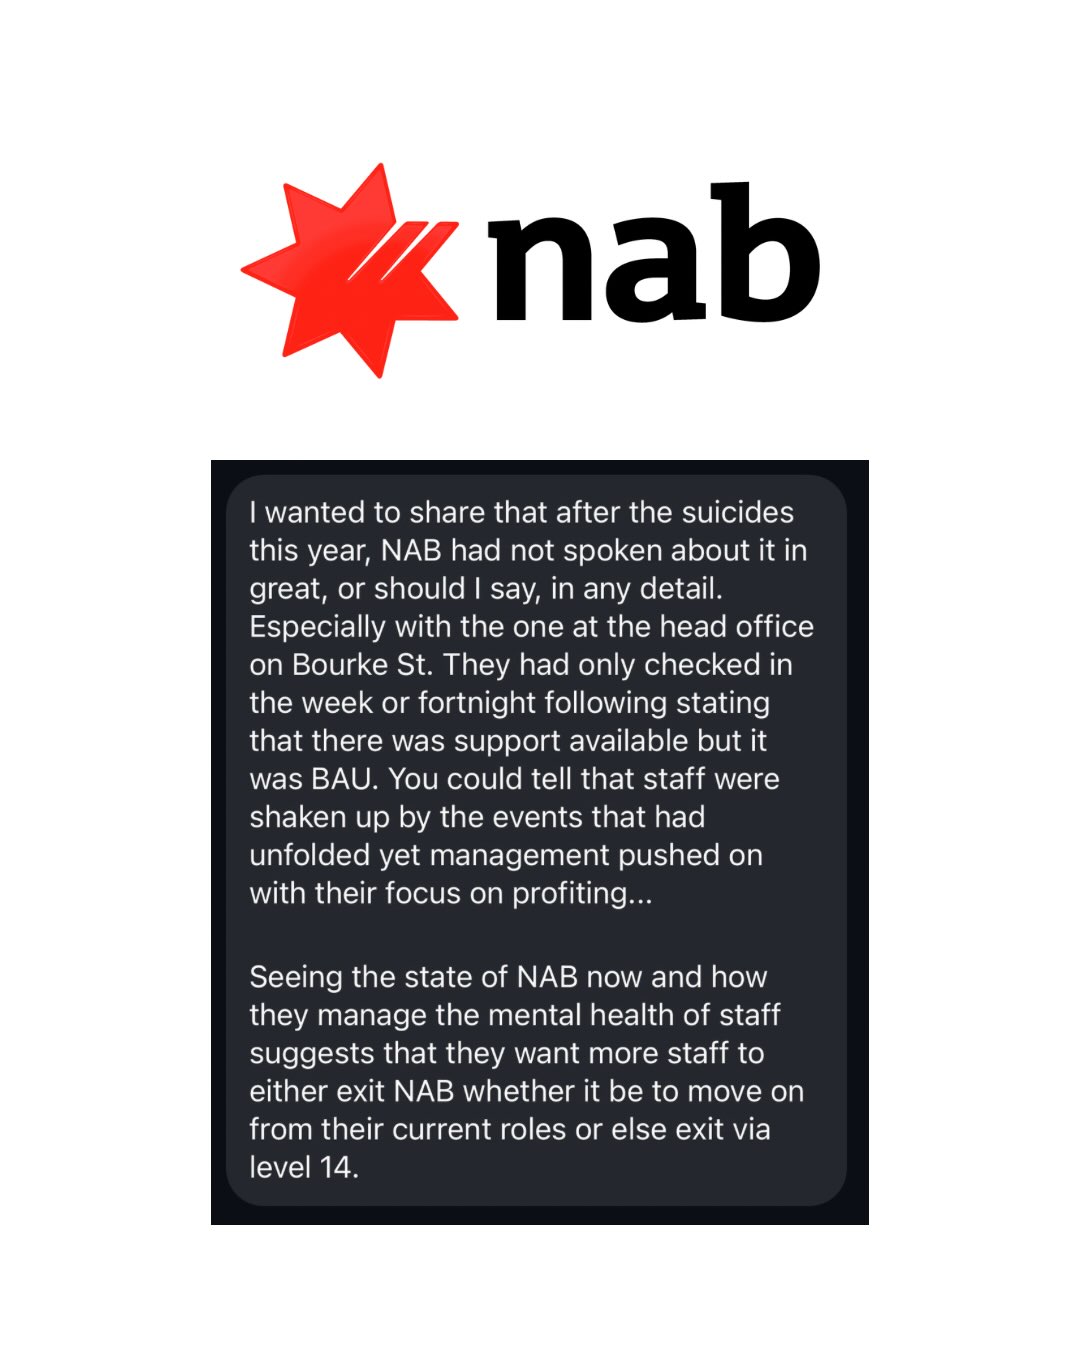 nab
I wanted to share that after the suicides
this year, NAB had not spoken about it in
great, or should I say, in any detail.
Especially with the one at the head office
on Bourke St. They had only checked in
the week or fortnight following stating
that there was support available but it
was BAU. You could tell that staff were
shaken up by the events that had
unfolded yet management pushed on
with their focus on profiting...
Seeing the state of NAB now and how
they manage the mental health of staff
suggests that they want more staff to
either exit NAB whether it be to move on
from their current roles or else exit via
level 14.